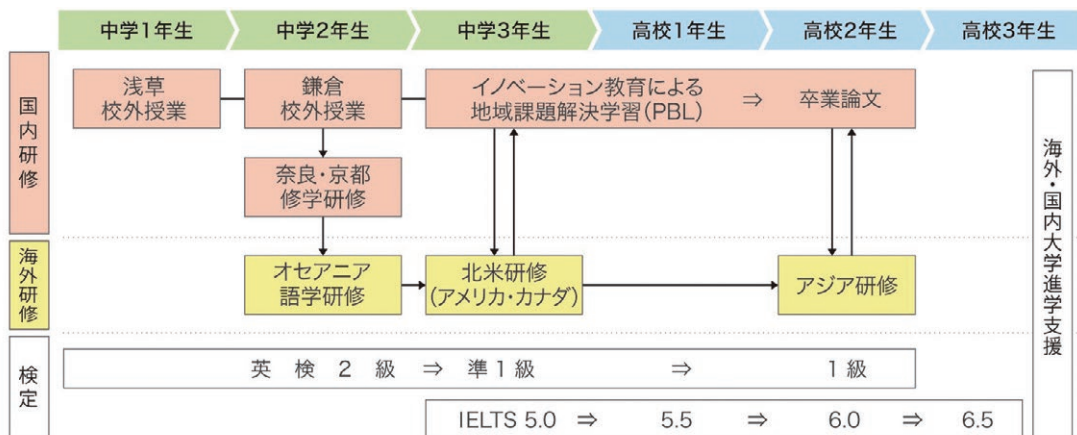 中学1年生
中学2年生
中学3年生
高校1年生
高校2年生
高校3年生
国内研修
浅草
校外授業
鎌倉
校外授業
イノベーション教育による
地域課題解決学習(PBL)
⇒
卒業論文
奈良・京都
修学研修
海外研修
オセアニア
語学研修
北米研修
(アメリカ・カナダ)
アジア研修
検定
英検2級 ⇒ 準1級 ⇒ 1級
IELTS 5.0 ⇒ 5.5 ⇒ 6.0 ⇒ 6.5
海外・国内大学進学支援